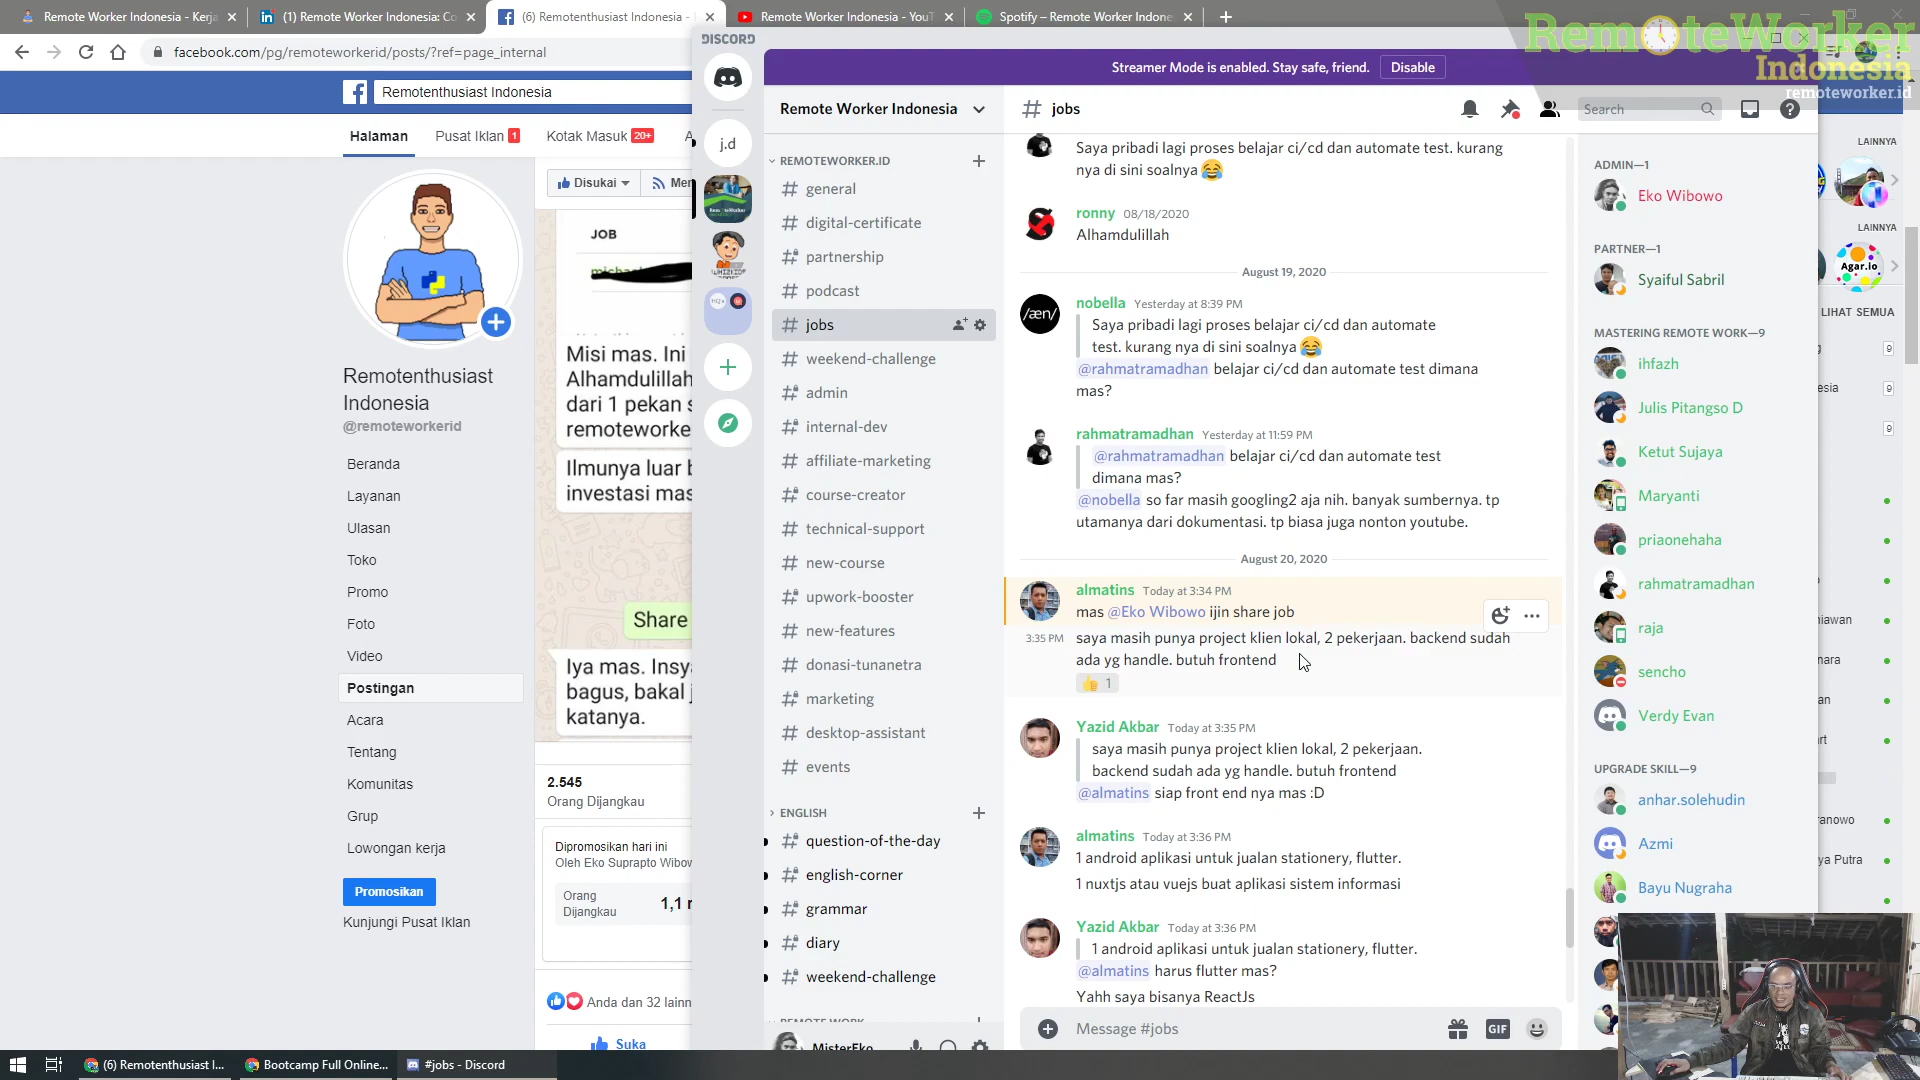 Remote Worker Indonesia - Kerja
(1) Remote Worker Indonesia: Co
(6) Remotenthusiast Indonesia -
Remote Worker Indonesia - YouT
Spotify – Remote Worker Indone
facebook.com/pg/remoteworkerid/posts/?ref=page_internal
RemoteWorker
Indonesia
remoteworker.id
DISCORD
Streamer Mode is enabled. Stay safe, friend.
Disable
Remotenthusiast Indonesia
Halaman
Pusat Iklan 1
Kotak Masuk 20+
Disukai
JOB
Misi mas. Ini
Alhamdulillah
dari 1 pekan s
remoteworke
Ilmunya luar b
investasi mas
Share
Iya mas. Insy
bagus, bakal j
katanya.
Remotenthusiast
Indonesia
@remoteworkerid
Beranda
Layanan
Ulasan
Toko
Promo
Foto
Video
Postingan
Acara
Tentang
Komunitas
Grup
Lowongan kerja
Promosikan
Kunjungi Pusat Iklan
2.545
Orang Dijangkau
Dipromosikan hari ini
Oleh Eko Suprapto Wibow
Orang
Dijangkau
1,1 r
Anda dan 32 lainn
Suka
j.d
Remote Worker Indonesia
REMOTEWORKER.ID
general
digital-certificate
partnership
podcast
jobs
weekend-challenge
admin
internal-dev
affiliate-marketing
course-creator
technical-support
new-course
upwork-booster
new-features
donasi-tunanetra
marketing
desktop-assistant
events
ENGLISH
question-of-the-day
english-corner
grammar
diary
weekend-challenge
REMOTE WORK
MisterEko
# jobs
Search
Saya pribadi lagi proses belajar ci/cd dan automate test. kurang
nya di sini soalnya 😂
ronny 08/18/2020
Alhamdulillah
August 19, 2020
/æn/
nobella Yesterday at 8:39 PM
Saya pribadi lagi proses belajar ci/cd dan automate
test. kurang nya di sini soalnya 😂
@rahmatramadhan belajar ci/cd dan automate test dimana
mas?
rahmatramadhan Yesterday at 11:59 PM
@rahmatramadhan belajar ci/cd dan automate test
dimana mas?
@nobella so far masih googling2 aja nih. banyak sumbernya. tp
utamanya dari dokumentasi. tp biasa juga nonton youtube.
August 20, 2020
almatins Today at 3:34 PM
mas @Eko Wibowo ijin share job
3:35 PM saya masih punya project klien lokal, 2 pekerjaan. backend sudah
ada yg handle. butuh frontend
👍 1
Yazid Akbar Today at 3:35 PM
saya masih punya project klien lokal, 2 pekerjaan.
backend sudah ada yg handle. butuh frontend
@almatins siap front end nya mas :D
almatins Today at 3:36 PM
1 android aplikasi untuk jualan stationery, flutter.
1 nuxtjs atau vuejs buat aplikasi sistem informasi
Yazid Akbar Today at 3:36 PM
1 android aplikasi untuk jualan stationery, flutter.
@almatins harus flutter mas?
Yahh saya bisanya ReactJs
Message #jobs
GIF
ADMIN—1
Eko Wibowo
PARTNER—1
Syaiful Sabril
MASTERING REMOTE WORK—9
ihfazh
Julis Pitangso D
Ketut Sujaya
Maryanti
priaonehaha
rahmatramadhan
raja
sencho
Verdy Evan
UPGRADE SKILL—9
anhar.solehudin
Azmi
Bayu Nugraha
LAINNYA
LAINNYA
Agar.io
LIHAT SEMUA
9
9
9
(6) Remotenthusiast I...
Bootcamp Full Online...
#jobs - Discord